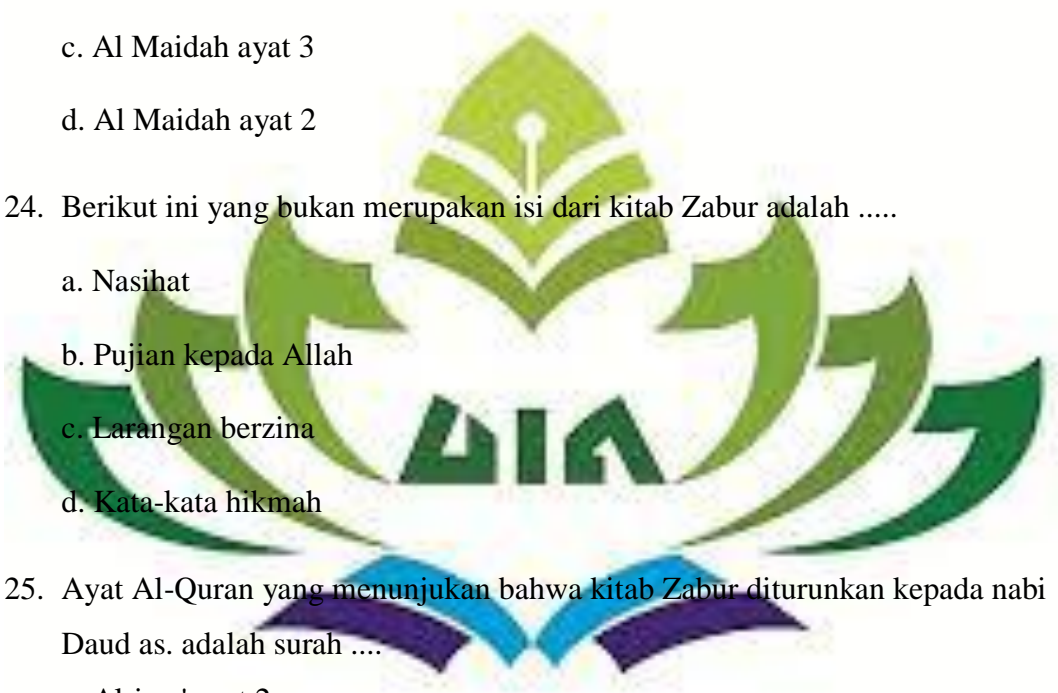 c. Al Maidah ayat 3
d. Al Maidah ayat 2
24. Berikut ini yang bukan merupakan isi dari kitab Zabur adalah .....
a. Nasihat
b. Pujian kepada Allah
c. Larangan berzina
UIN
d. Kata-kata hikmah
25. Ayat Al-Quran yang menunjukan bahwa kitab Zabur diturunkan kepada nabi
Daud as. adalah surah ....